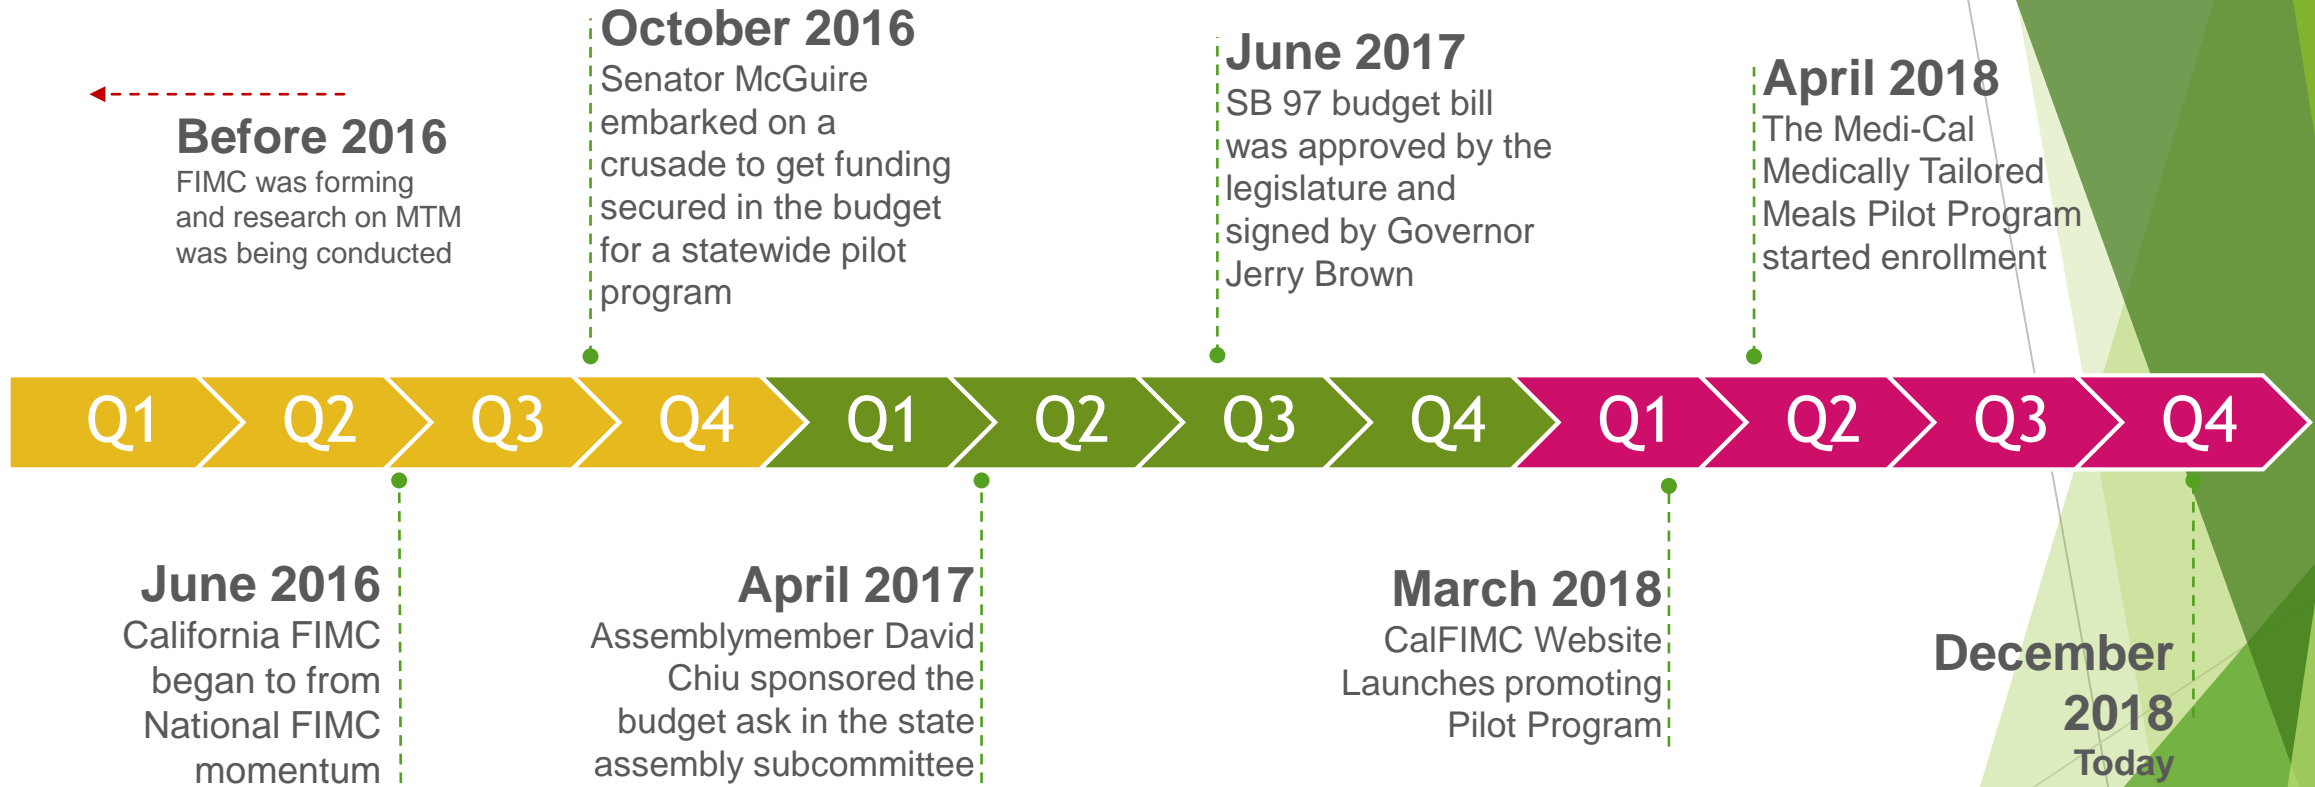 Before 2016
FIMC was forming
and research on MTM
was being conducted
October 2016
Senator McGuire
embarked on a
crusade to get funding
secured in the budget
for a statewide pilot
program
June 2017
SB 97 budget bill
was approved by the
legislature and
signed by Governor
Jerry Brown
April 2018
The Medi-Cal
Medically Tailored
Meals Pilot Program
started enrollment
Q1 Q2 Q3 Q4 Q1 Q2 Q3 Q4 Q1 Q2 Q3 Q4
June 2016
California FIMC
began to from
National FIMC
momentum
April 2017
Assemblymember David
Chiu sponsored the
budget ask in the state
assembly subcommittee
March 2018
CalFIMC Website
Launches promoting
Pilot Program
December
2018
Today